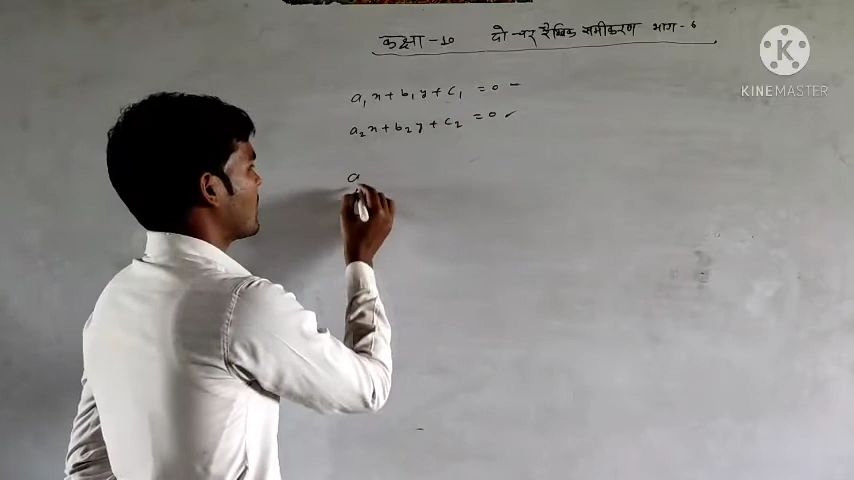 कक्षा - 10 दो चर रैखिक समीकरण भाग - 6
a₁x + b₁y + c₁ = 0 -
a₂x + b₂y + c₂ = 0 ✓
a
KINEMASTER